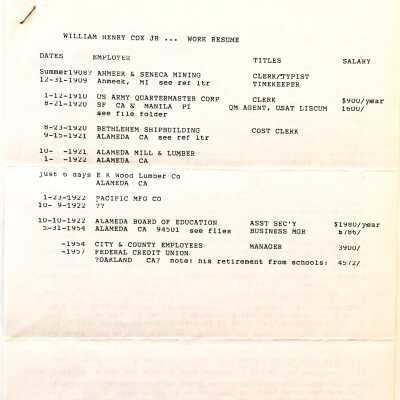 WILLIAM HENRY COX JR ... WORK RESUME
DATES EMPLOYER TITLES SALARY
Summer1908? AHMEEK & SENECA MINING CLERK/TYPIST
12-31-1909 Ahmeek, MI see ref ltr TIMEKEEPER
1-12-1910 US ARMY QUARTERMASTER CORP CLERK $900/year
8-21-1920 SF CA & MANILA PI QM AGENT, USAT LISCUM 1600/
see file folder
8-23-1920 BETHLEHEM SHIPBUILDING COST CLERK
9-15-1921 ALAMEDA CA see ref ltr
10- -1921 ALAMEDA MILL & LUMBER
1- -1922 ALAMEDA CA
just 6 days E K Wood Lumber Co
ALAMEDA CA
1-23-1922 PACIFIC MFG CO
10- 9-1922 ??
10-10-1922 ALAMEDA BOARD OF EDUCATION ASST SEC'Y $1980/year
5-31-1954 ALAMEDA CA 94501 see files BUSINESS MGR 8786/
-1954 CITY & COUNTY EMPLOYEES MANAGER 3900/
-1957 FEDERAL CREDIT UNION
?OAKLAND CA? note: his retirement from schools: 4572/